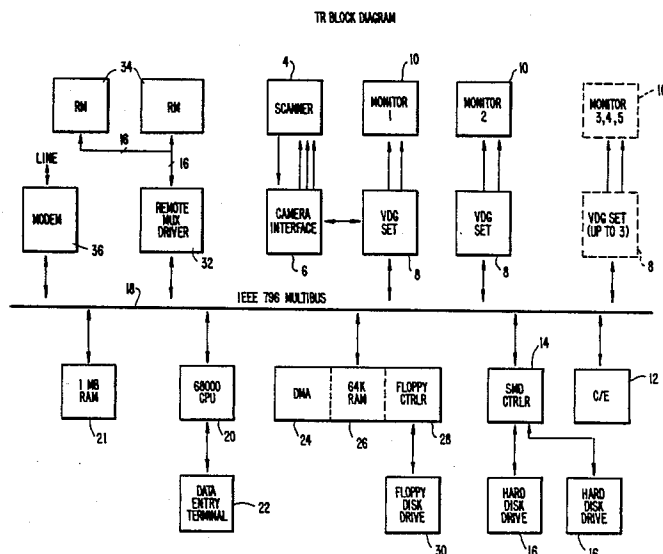 TR BLOCK DIAGRAM
34
4
10
10
10
RM
RM
SCANNER
MONITOR
1
MONITOR
2
MONITOR
3,4,5
16
16
LINE
MODEM
REMOTE
MUX
DRIVER
CAMERA
INTERFACE
VDG
SET
VDG
SET
VDG SET
(UP TO 3)
36
32
6
8
8
8
18
IEEE 796 MULTIBUS
14
1 MB
RAM
68000
CPU
DMA
64K
RAM
FLOPPY
CTRLR
SMD
CTRLR
C/E
12
21
20
24
26
28
DATA
ENTRY
TERMINAL
22
FLOPPY
DISK
DRIVE
HARD
DISK
DRIVE
HARD
DISK
DRIVE
30
16
16